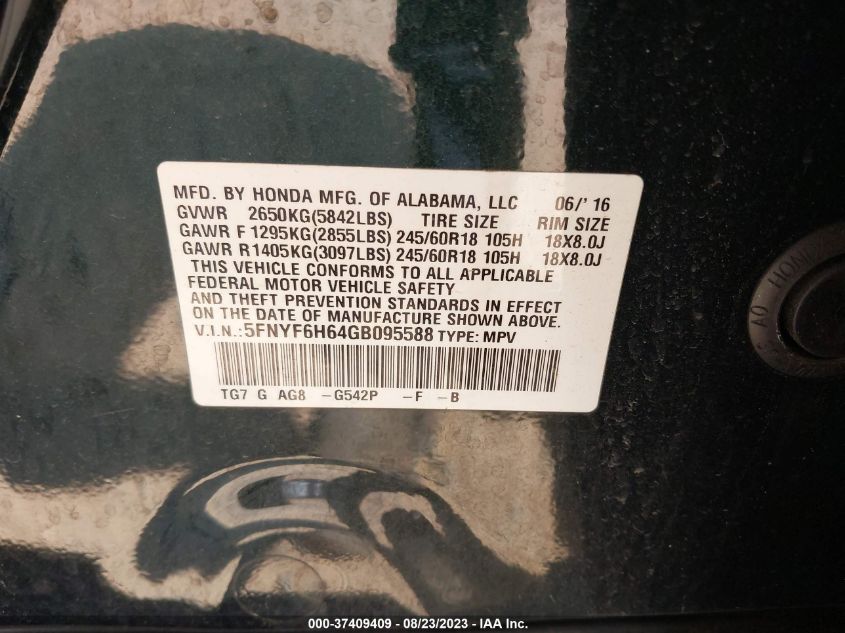 MFD. BY HONDA MFG. OF ALABAMA, LLC 06/' 16
GVWR 2650KG(5842LBS) TIRE SIZE RIM SIZE
GAWR F 1295KG(2855LBS) 245/60R18 105H 18X8.0J
GAWR R 1405KG(3097LBS) 245/60R18 105H 18X8.0J
THIS VEHICLE CONFORMS TO ALL APPLICABLE
FEDERAL MOTOR VEHICLE SAFETY
AND THEFT PREVENTION STANDARDS IN EFFECT
ON THE DATE OF MANUFACTURE SHOWN ABOVE.
V.I.N.: 5FNYF6H64GB095588 TYPE: MPV
TG7 G AG8 -G542P -F -B
HONDA
000-37409409 - 08/23/2023 - IAA Inc.